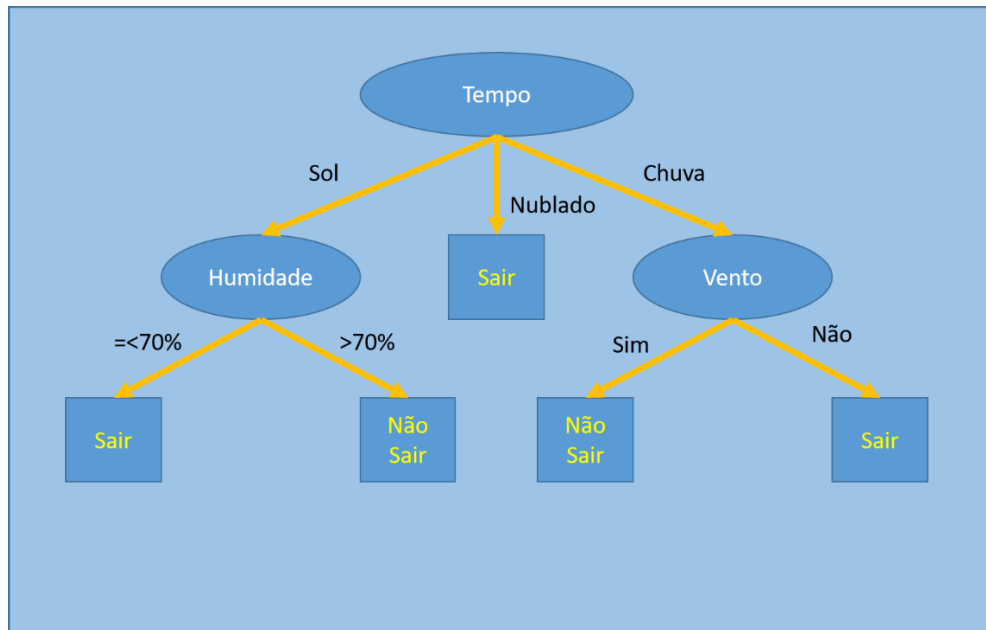 Tempo
Sol
Nublado
Chuva
Humidade
Sair
Vento
=<70%
>70%
Sim
Não
Sair
Não
Sair
Não
Sair
Sair